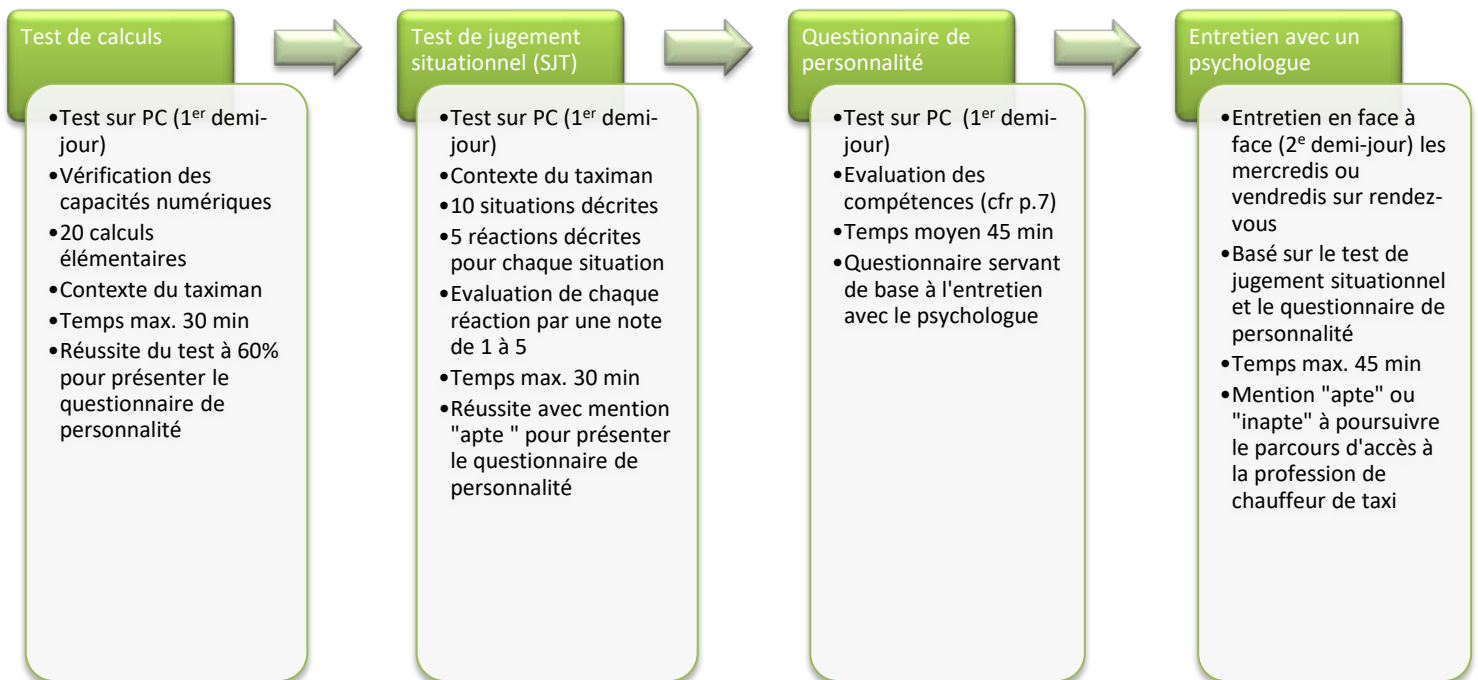 Test de calculs
•Test sur PC (1er demi-
jour)
•Vérification des
capacités numériques
•20 calculs
élémentaires
•Contexte du taximan
•Temps max. 30 min
•Réussite du test à 60%
pour présenter le
questionnaire de
personnalité
Test de jugement
situationnel (SJT)
•Test sur PC (1er demi-
jour)
•Contexte du taximan
•10 situations décrites
•5 réactions décrites
pour chaque situation
•Evaluation de chaque
réaction par une note
de 1 à 5
•Temps max. 30 min
•Réussite avec mention
"apte " pour présenter
le questionnaire de
personnalité
Questionnaire de
personnalité
•Test sur PC (1er demi-
jour)
•Evaluation des
compétences (cfr p.7)
•Temps moyen 45 min
•Questionnaire servant
de base à l'entretien
avec le psychologue
Entretien avec un
psychologue
•Entretien en face à
face (2e demi-jour) les
mercredis ou
vendredis sur rendez-
vous
•Basé sur le test de
jugement situationnel
et le questionnaire de
personnalité
•Temps max. 45 min
•Mention "apte" ou
"inapte" à poursuivre
le parcours d'accès à
la profession de
chauffeur de taxi